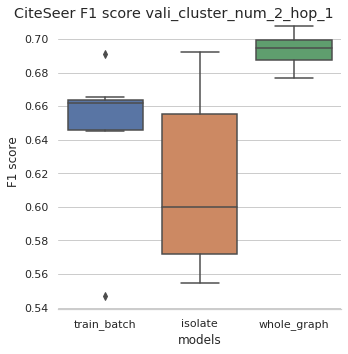 CiteSeer F1 score vali_cluster_num_2_hop_1
0.70
0.68
0.66
0.64
0.62
0.60
0.58
0.56
0.54
F1 score
train_batch
isolate
whole_graph
models